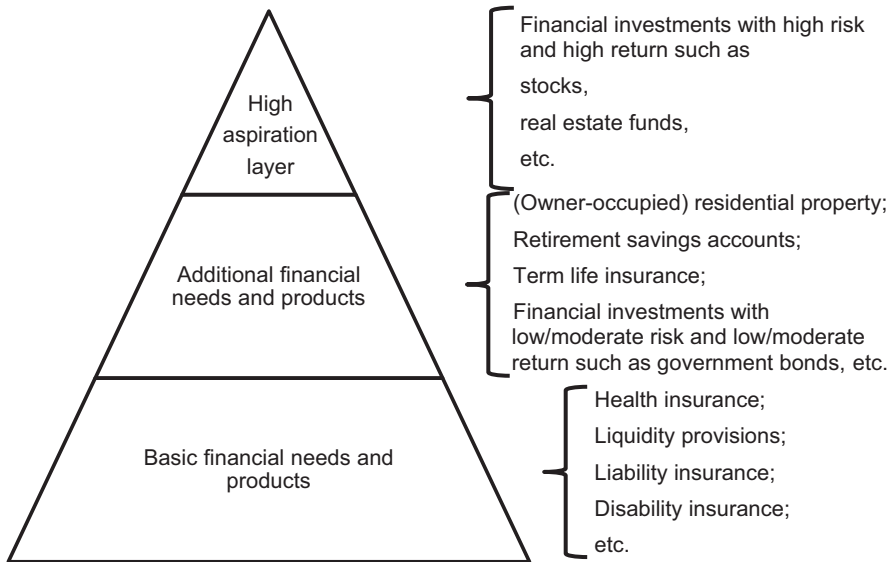 High
aspiration
layer
Financial investments with high risk
and high return such as
stocks,
real estate funds,
etc.
Additional financial
needs and products
(Owner-occupied) residential property;
Retirement savings accounts;
Term life insurance;
Financial investments with
low/moderate risk and low/moderate
return such as government bonds, etc.
Basic financial needs and
products
Health insurance;
Liquidity provisions;
Liability insurance;
Disability insurance;
etc.